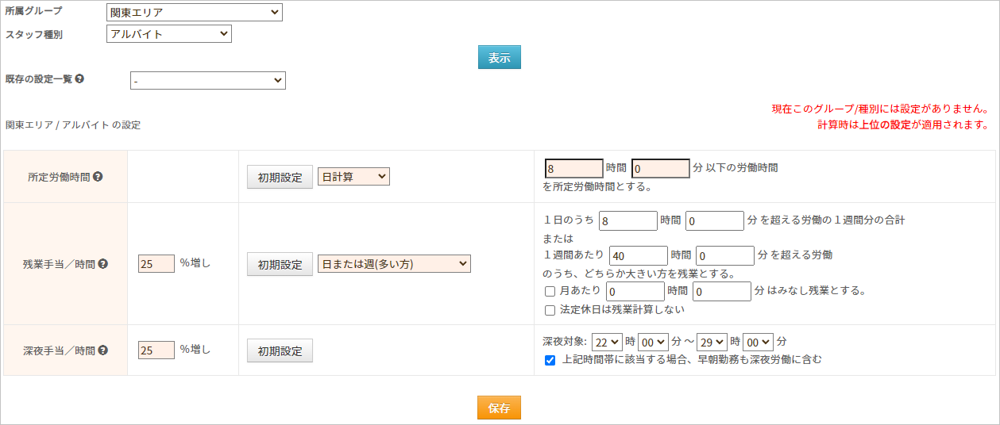 所属グループ 関東エリア
スタッフ種別 アルバイト
表示
既存の設定一覧 -
現在このグループ/種別には設定がありません。
関東エリア / アルバイト の設定 計算時は上位の設定が適用されます。
所定労働時間 初期設定 日計算 8 時間 0 分 以下の労働時間
を所定労働時間とする。
１日のうち 8 時間 0 分 を超える労働の１週間分の合計
または
残業手当／時間 25 %増し 初期設定 日または週(多い方) １週間あたり 40 時間 0 分 を超える労働
のうち、どちらか大きい方を残業とする。
月あたり 0 時間 0 分 はみなし残業とする。
法定休日は残業計算しない
深夜手当／時間 25 %増し 初期設定 深夜対象: 22 時 00 分 〜 29 時 00 分
上記時間帯に該当する場合、早朝勤務も深夜労働に含む
保存